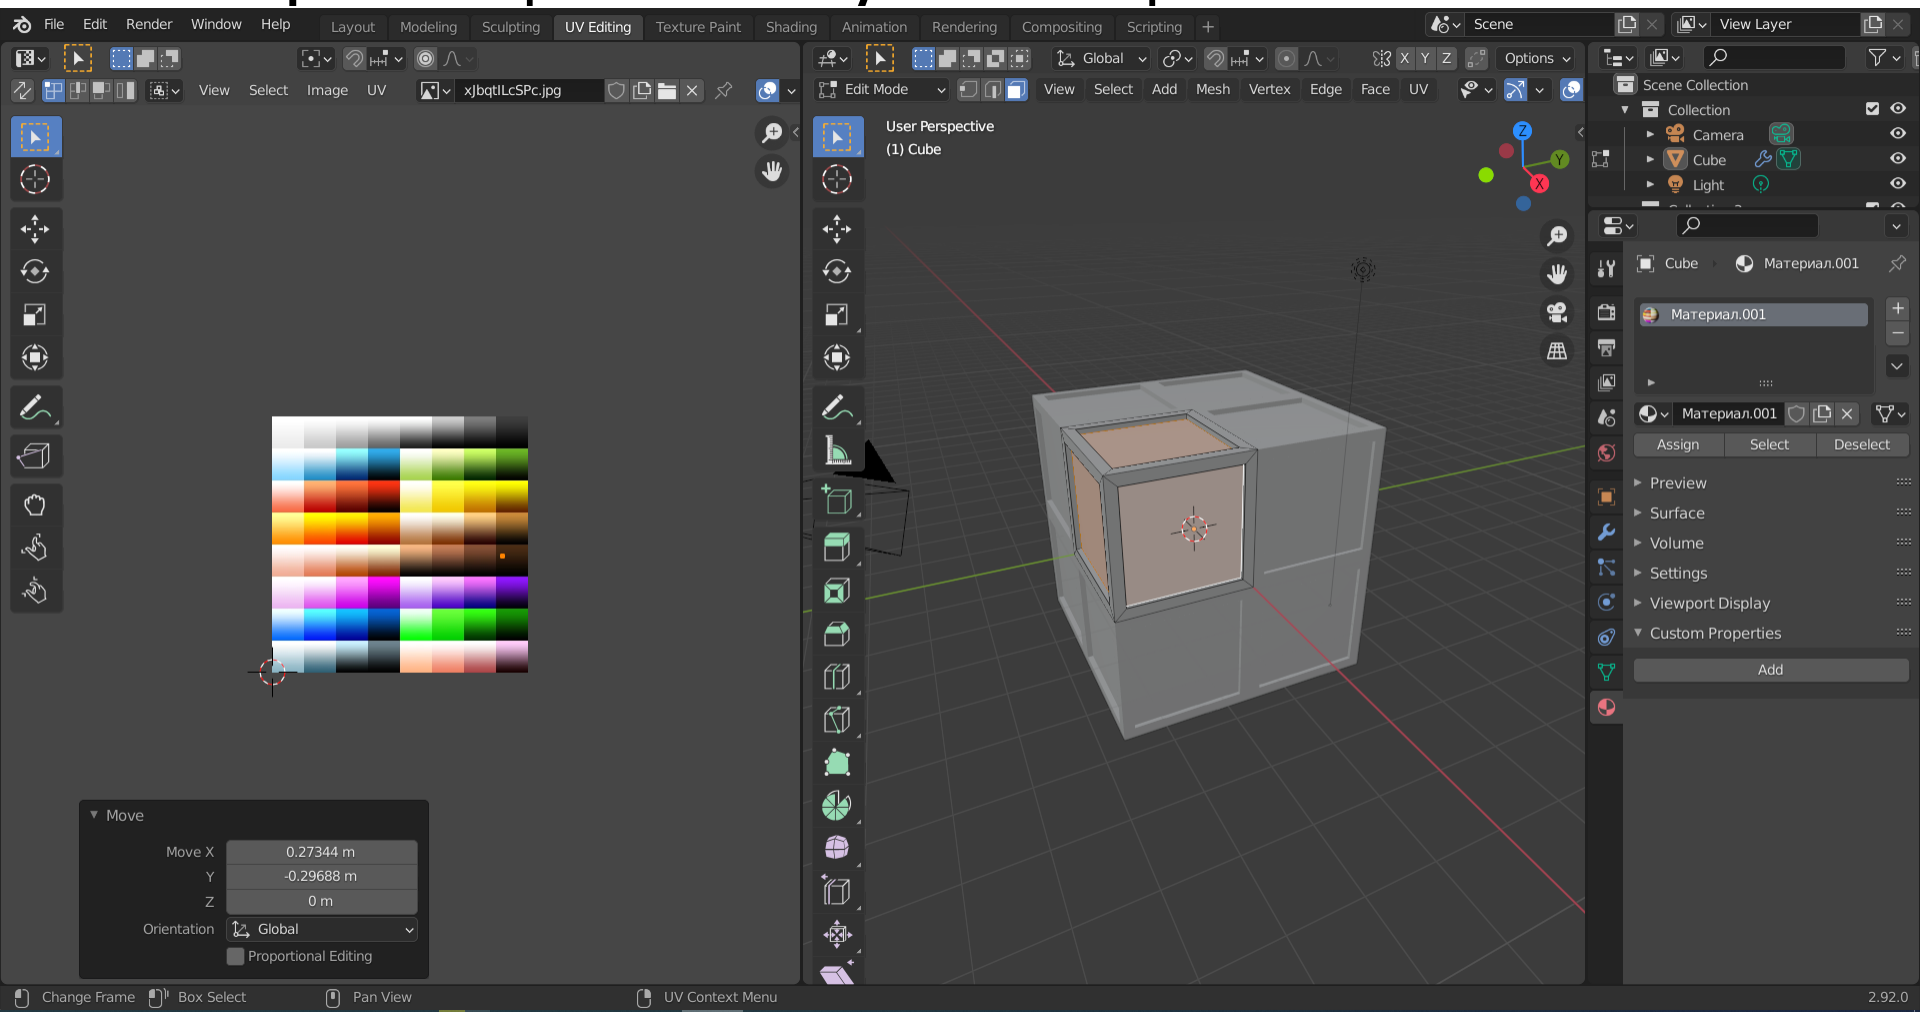 File Edit Render Window Help Layout Modeling Sculpting UV Editing Texture Paint Shading Animation Rendering Compositing Scripting + Scene View Layer
Global X Y Z Options
View Select Image UV xJbqtILcSPc.jpg
Edit Mode View Select Add Mesh Vertex Edge Face UV
User Perspective
(1) Cube
Z
Y
X
Scene Collection
Collection
Camera
Cube
Light
Cube Материал.001
Материал.001
Материал.001
Assign Select Deselect
Preview
Surface
Volume
Settings
Viewport Display
Custom Properties
Add
Move
Move X 0.27344 m
Y -0.29688 m
Z 0 m
Orientation Global
Proportional Editing
Change Frame Box Select Pan View UV Context Menu 2.92.0